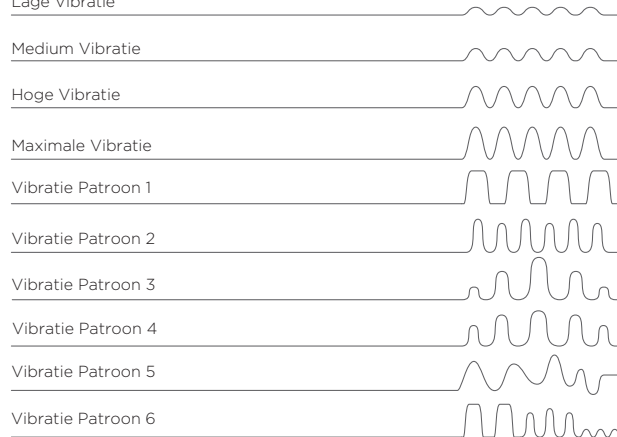 Lage Vibratie
Medium Vibratie
Hoge Vibratie
Maximale Vibratie
Vibratie Patroon 1
Vibratie Patroon 2
Vibratie Patroon 3
Vibratie Patroon 4
Vibratie Patroon 5
Vibratie Patroon 6